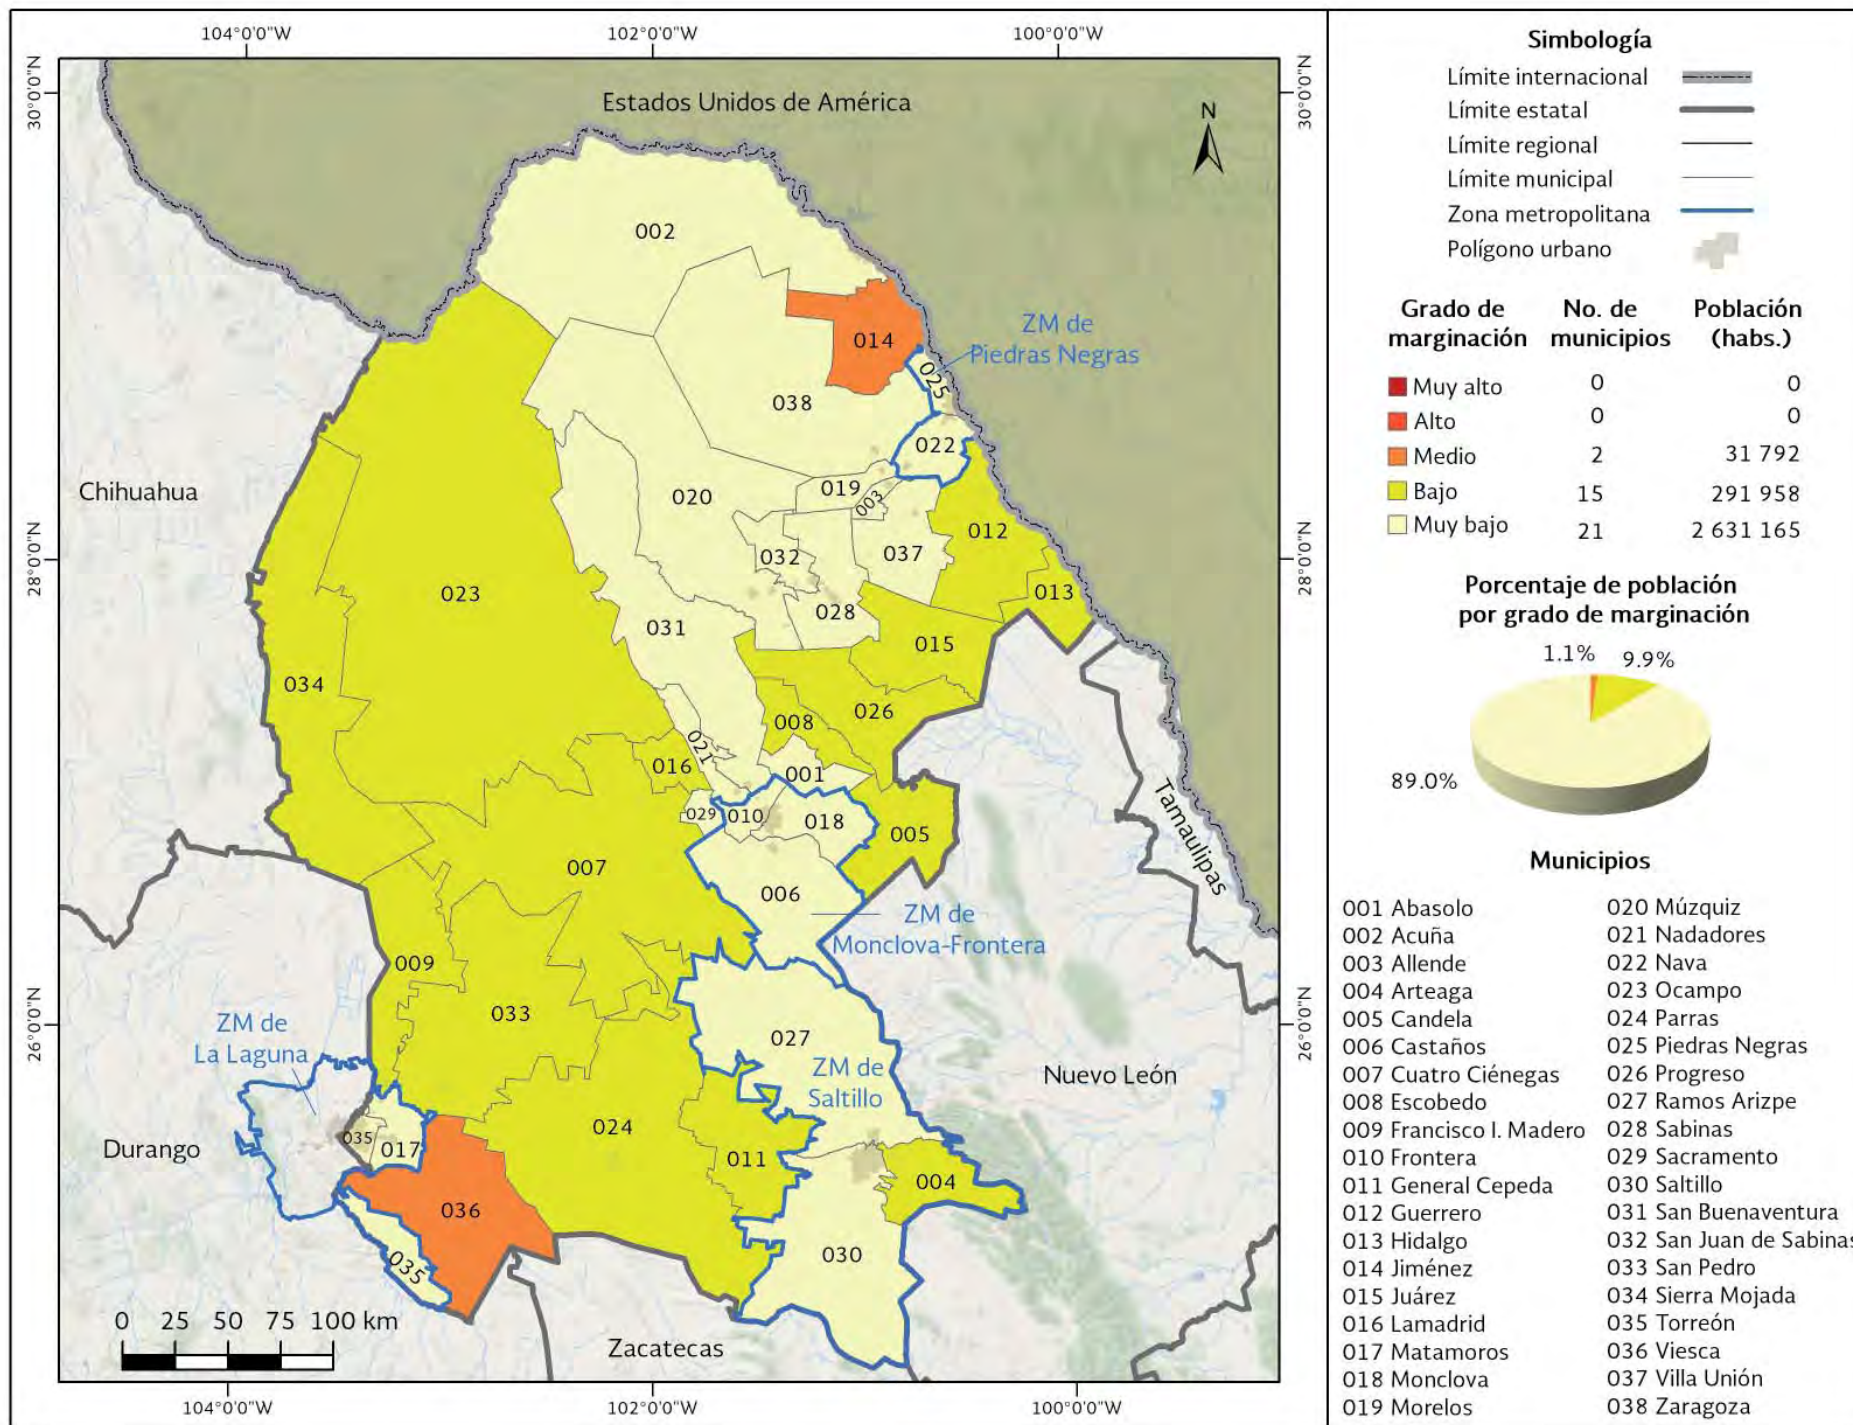 104°0'0"W
102°0'0"W
100°0'0"W
30°0'0"N
30°0'0"N
28°0'0"N
28°0'0"N
26°0'0"N
26°0'0"N
104°0'0"W
102°0'0"W
100°0'0"W
Estados Unidos de América
N
002
ZM de
Piedras Negras
014
025
038
022
Chihuahua
020
019
003
012
032
037
023
013
028
031
015
034
026
008
021
016
001
Tamaulipas
029
010
018
005
007
006
ZM de
Monclova-Frontera
009
033
ZM de
La Laguna
027
ZM de
Saltillo
Nuevo León
024
035
017
Durango
011
004
036
030
035
0 25 50 75 100 km
Zacatecas
Simbología
Límite internacional
Límite estatal
Límite regional
Límite municipal
Zona metropolitana
Polígono urbano
Grado de marginación No. de municipios Población (habs.)
Muy alto 0 0
Alto 0 0
Medio 2 31 792
Bajo 15 291 958
Muy bajo 21 2 631 165
Porcentaje de población
por grado de marginación
1.1% 9.9%
89.0%
Municipios
001 Abasolo
002 Acuña
003 Allende
004 Arteaga
005 Candela
006 Castaños
007 Cuatro Ciénegas
008 Escobedo
009 Francisco I. Madero
010 Frontera
011 General Cepeda
012 Guerrero
013 Hidalgo
014 Jiménez
015 Juárez
016 Lamadrid
017 Matamoros
018 Monclova
019 Morelos
020 Múzquiz
021 Nadadores
022 Nava
023 Ocampo
024 Parras
025 Piedras Negras
026 Progreso
027 Ramos Arizpe
028 Sabinas
029 Sacramento
030 Saltillo
031 San Buenaventura
032 San Juan de Sabinas
033 San Pedro
034 Sierra Mojada
035 Torreón
036 Viesca
037 Villa Unión
038 Zaragoza